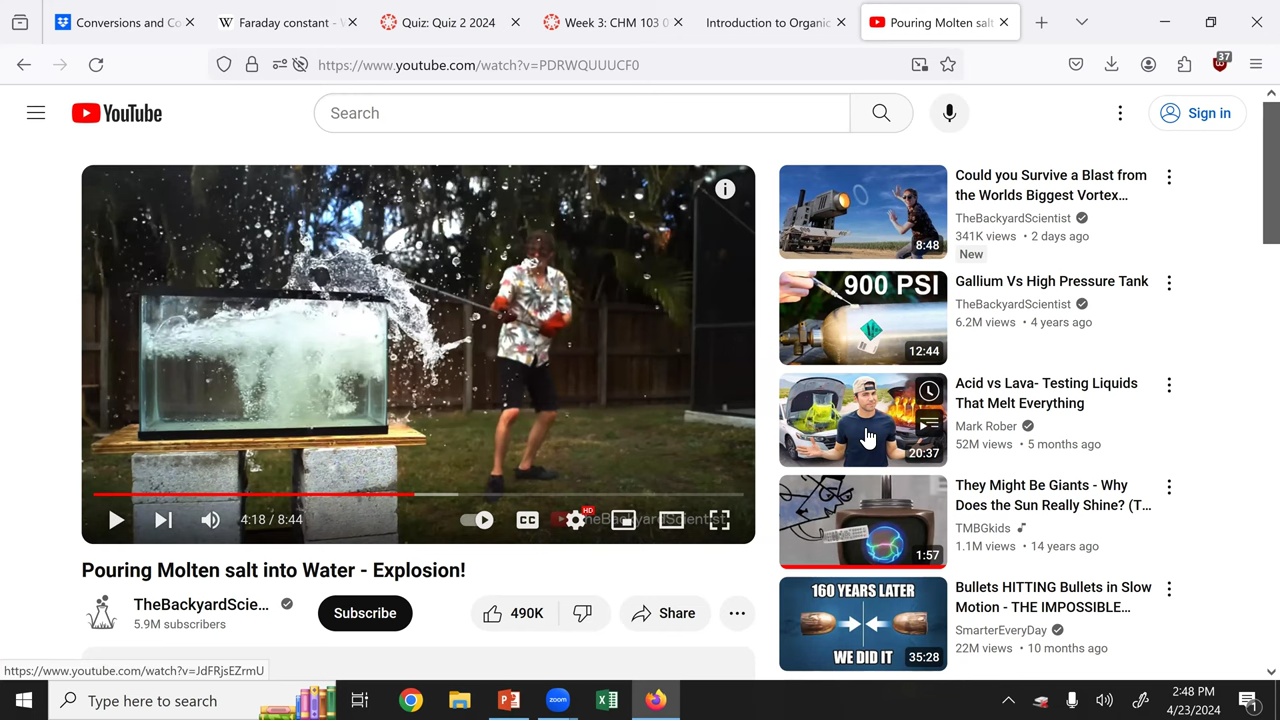 Conversions and Co
Faraday constant - W
Quiz: Quiz 2 2024
Week 3: CHM 103 0
Introduction to Organic
Pouring Molten salt
https://www.youtube.com/watch?v=PDRWQUUUCF0
37
YouTube
Search
Sign in
Could you Survive a Blast from
the Worlds Biggest Vortex...
TheBackyardScientist
341K views • 2 days ago
New
8:48
900 PSI
12:44
Gallium Vs High Pressure Tank
TheBackyardScientist
6.2M views • 4 years ago
Acid vs Lava- Testing Liquids
That Melt Everything
Mark Rober
52M views • 5 months ago
20:37
They Might Be Giants - Why
Does the Sun Really Shine? (T...
TMBGkids
1.1M views • 14 years ago
1:57
160 YEARS LATER
WE DID IT
35:28
Bullets HITTING Bullets in Slow
Motion - THE IMPOSSIBLE...
SmarterEveryDay
22M views • 10 months ago
4:18 / 8:44
CC
HD
TheBackyardScientist
Pouring Molten salt into Water - Explosion!
TheBackyardScie...
5.9M subscribers
Subscribe
490K
Share
https://www.youtube.com/watch?v=JdFRjsEZrmU
Type here to search
2:48 PM
4/23/2024
1